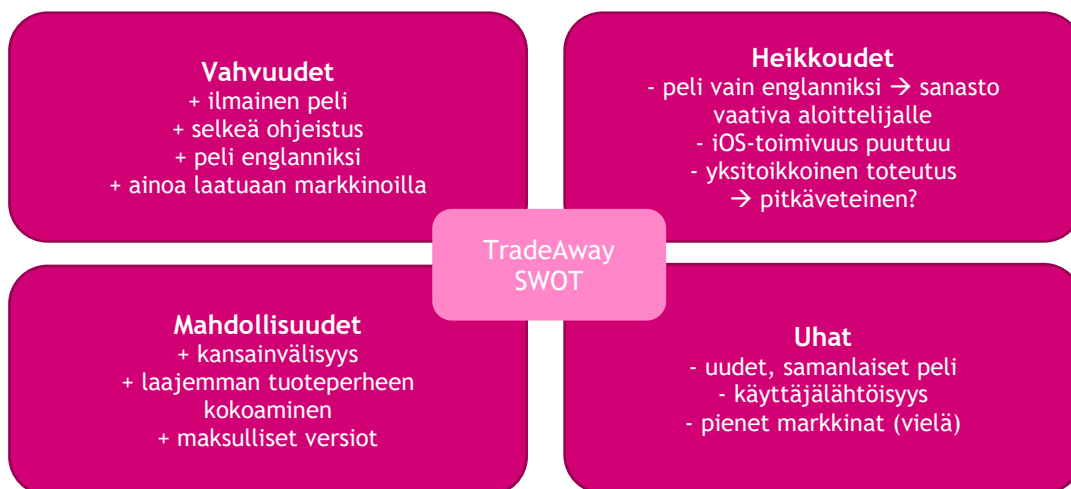 Vahvuudet
+ ilmainen peli
+ selkeä ohjeistus
+ peli englanniksi
+ ainoa laatuaan markkinoilla
Heikkoudet
- peli vain englanniksi → sanasto
vaativa aloittelijalle
- iOS-toimivuus puuttuu
- yksitoikkoinen toteutus
→ pitkäveteinen?
TradeAway
SWOT
Mahdollisuudet
+ kansainvälisyys
+ laajemman tuoteperheen
kokoaminen
+ maksulliset versiot
Uhat
- uudet, samanlaiset peli
- käyttäjälähtöisyys
- pienet markkinat (vielä)